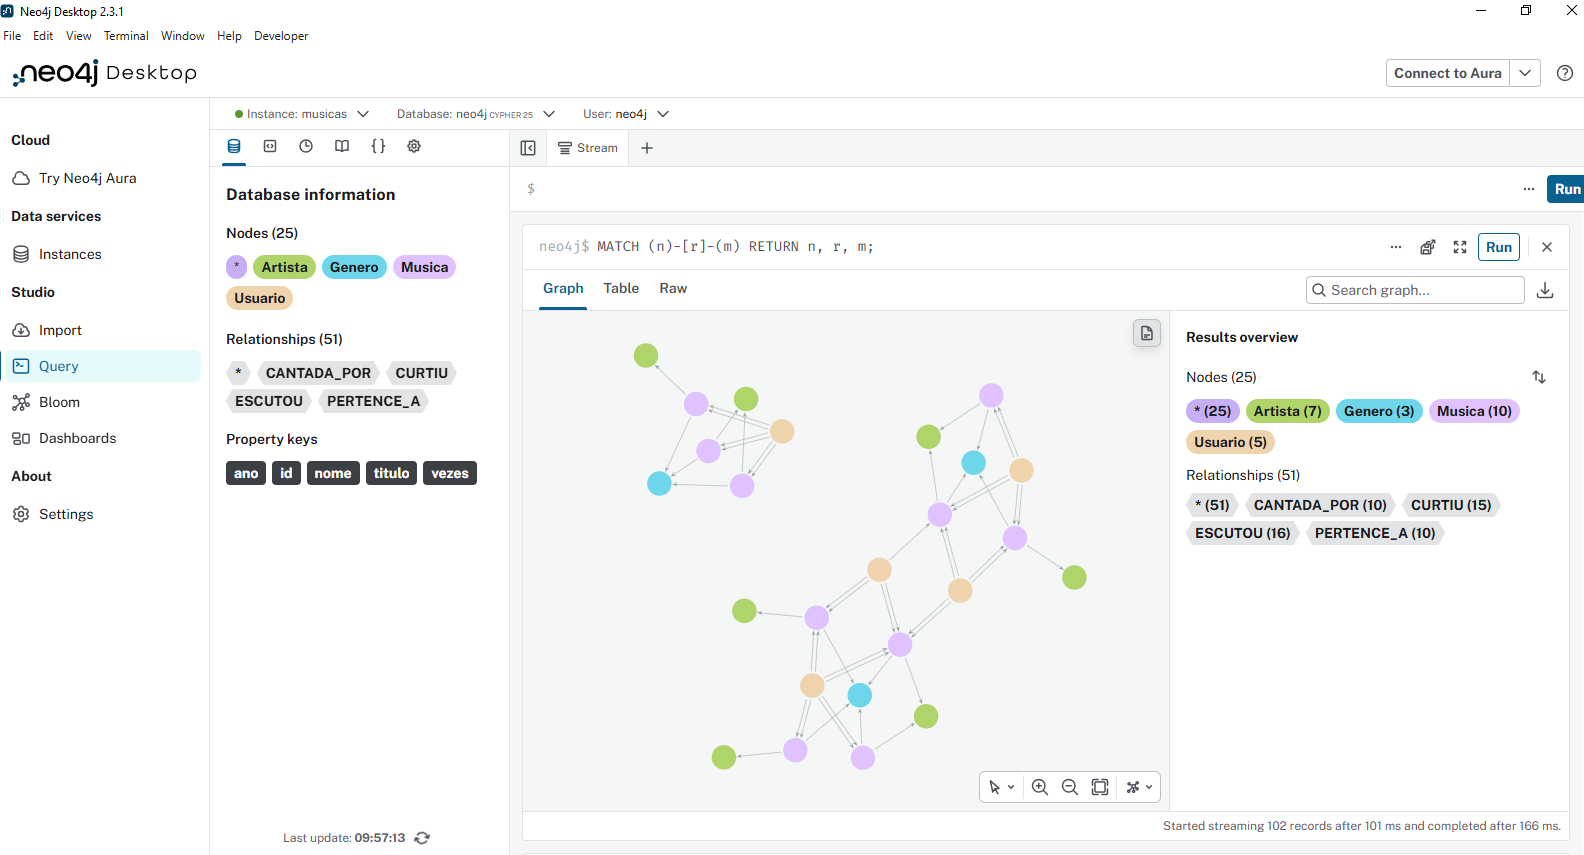 Neo4j Desktop 2.3.1
File Edit View Terminal Window Help Developer
neo4j Desktop
Connect to Aura
Cloud
Try Neo4j Aura
Data services
Instances
Studio
Import
Query
Bloom
Dashboards
About
Settings
Instance: musicas Database: neo4j CYPHER 25 User: neo4j
Database information
Nodes (25)
* Artista Genero Musica
Usuario
Relationships (51)
* CANTADA_POR CURTIU
ESCUTOU PERTENCE_A
Property keys
ano id nome titulo vezes
Last update: 09:57:13
Stream
$
Run
neo4j$ MATCH (n)-[r]-(m) RETURN n, r, m;
Run
Graph Table Raw
Search graph...
Results overview
Nodes (25)
* (25) Artista (7) Genero (3) Musica (10)
Usuario (5)
Relationships (51)
* (51) CANTADA_POR (10) CURTIU (15)
ESCUTOU (16) PERTENCE_A (10)
Started streaming 102 records after 101 ms and completed after 166 ms.